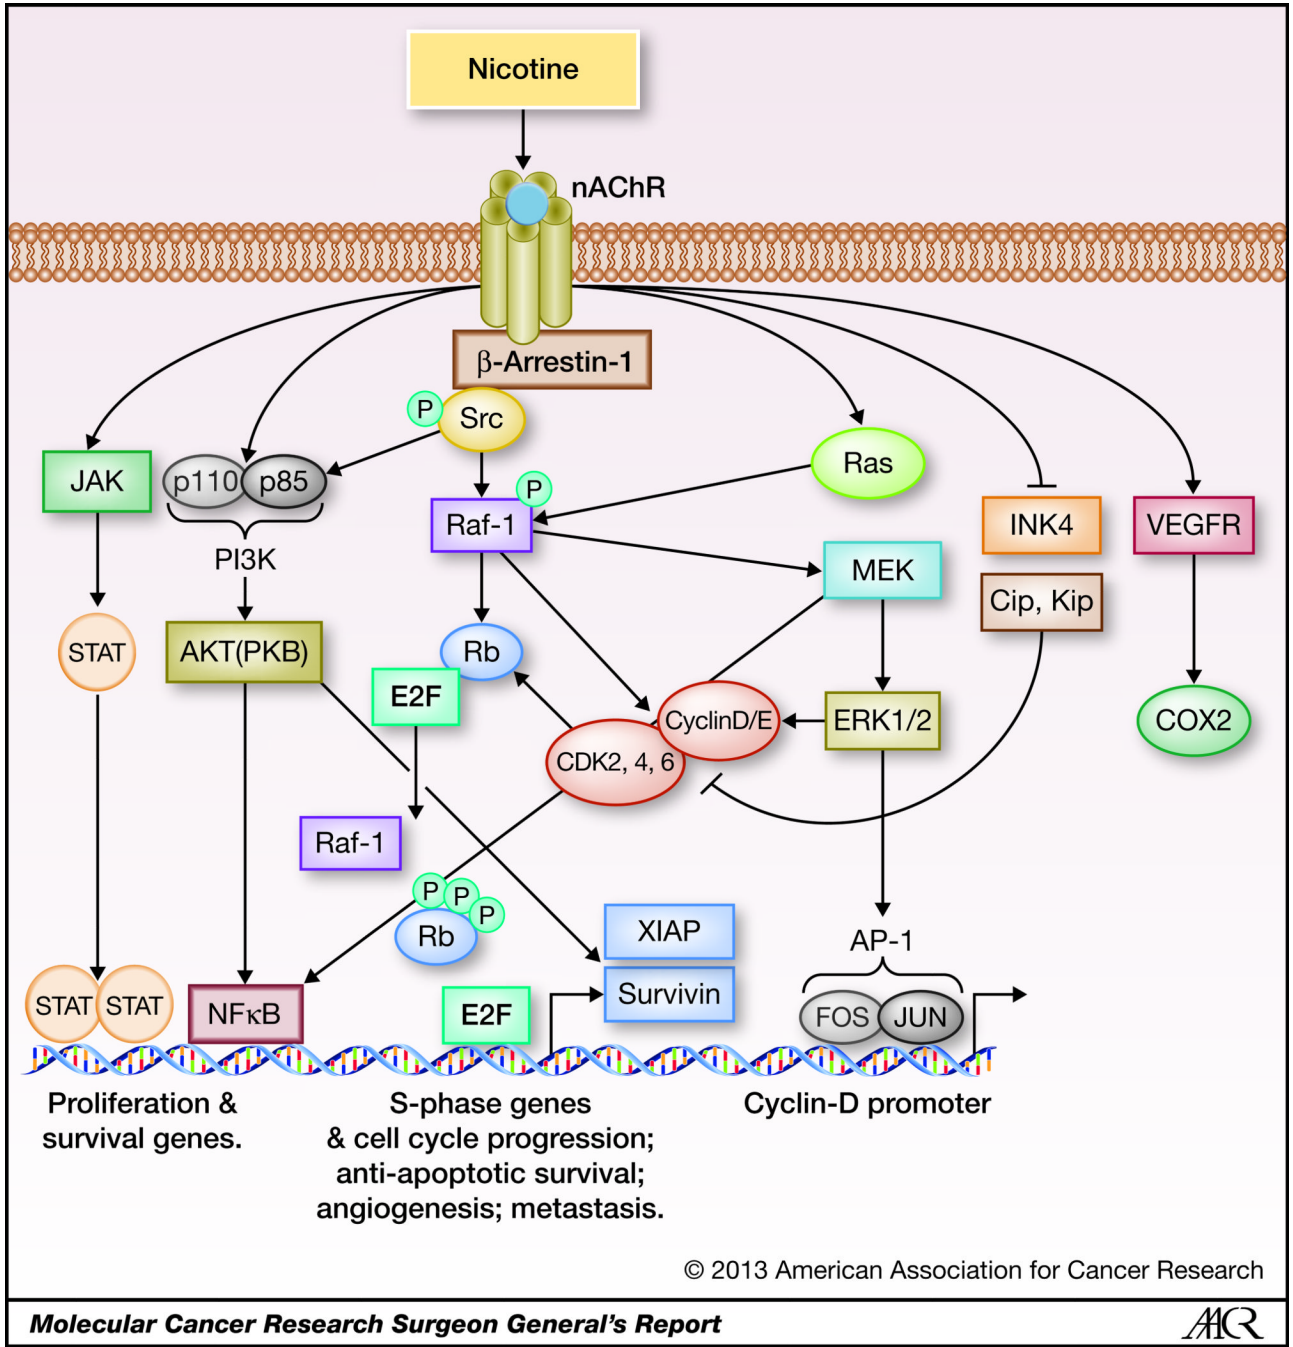 Nicotine
nAChR
β-Arrestin-1
P
Src
JAK
p110
p85
P
Raf-1
Ras
INK4
VEGFR
PI3K
MEK
Cip, Kip
STAT
AKT(PKB)
Rb
E2F
CyclinD/E
ERK1/2
COX2
CDK2, 4, 6
Raf-1
P
P
P
Rb
XIAP
AP-1
STAT
STAT
NFκB
E2F
Survivin
FOS
JUN
Proliferation &
survival genes.
S-phase genes
& cell cycle progression;
anti-apoptotic survival;
angiogenesis; metastasis.
Cyclin-D promoter
© 2013 American Association for Cancer Research
Molecular Cancer Research Surgeon General's Report
AACR